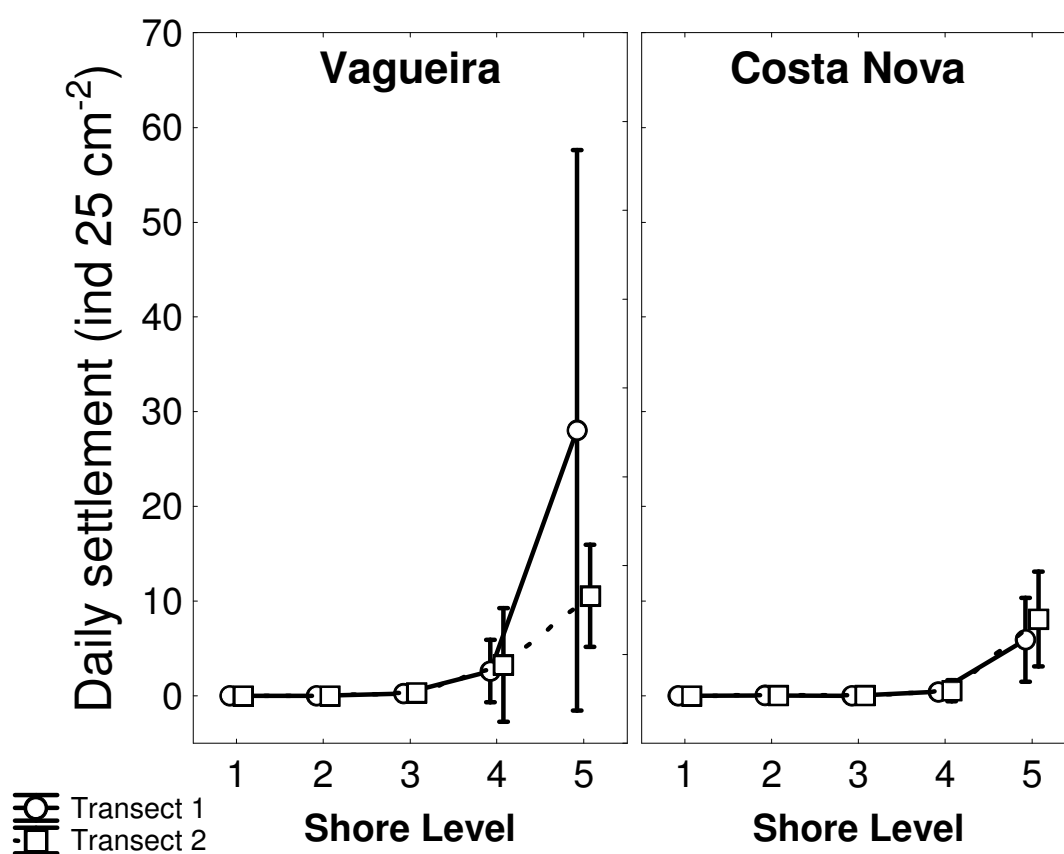 Vagueira
Costa Nova
Daily settlement (ind 25 cm-2)
70
60
50
40
30
20
10
0
1 2 3 4 5
1 2 3 4 5
Shore Level
Shore Level
Transect 1
Transect 2